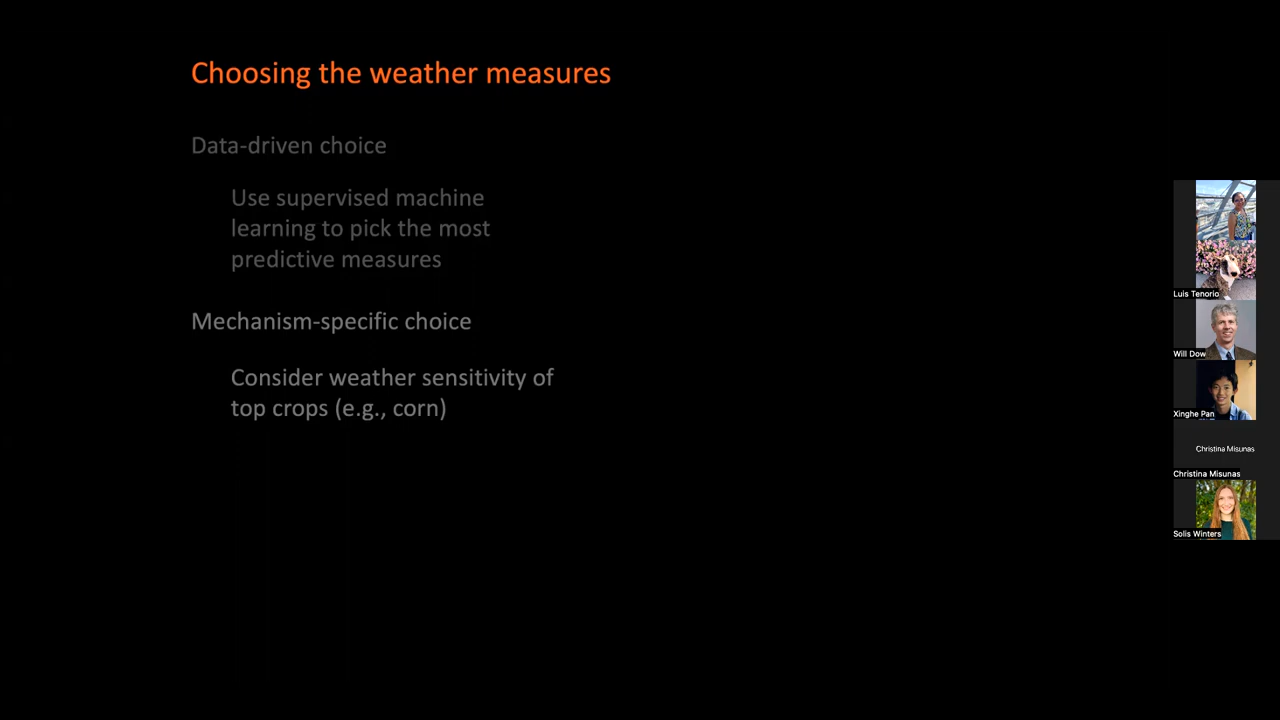 Choosing the weather measures
Data-driven choice
Use supervised machine
learning to pick the most
predictive measures
Mechanism-specific choice
Consider weather sensitivity of
top crops (e.g., corn)
Luis Tenorio
Will Dow
Xinghe Pan
Christina Misunas
Christina Misunas
Solis Winters